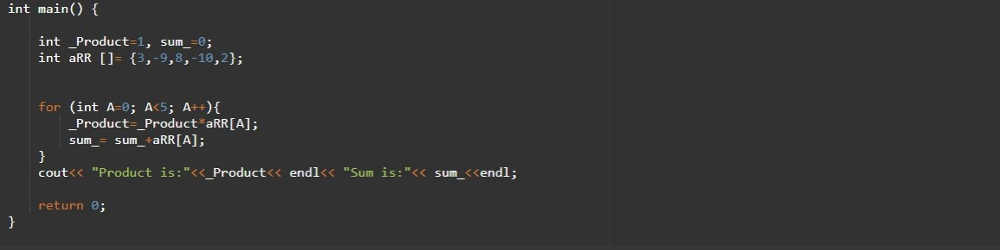 int main() {
int _Product=1, sum_=0;
int aRR []= {3,-9,8,-10,2};
for (int A=0; A<5; A++){
_Product=_Product*aRR[A];
sum_= sum_+aRR[A];
}
cout<< "Product is:"<<_Product<< endl<< "Sum is:"<< sum_<<endl;
return 0;
}